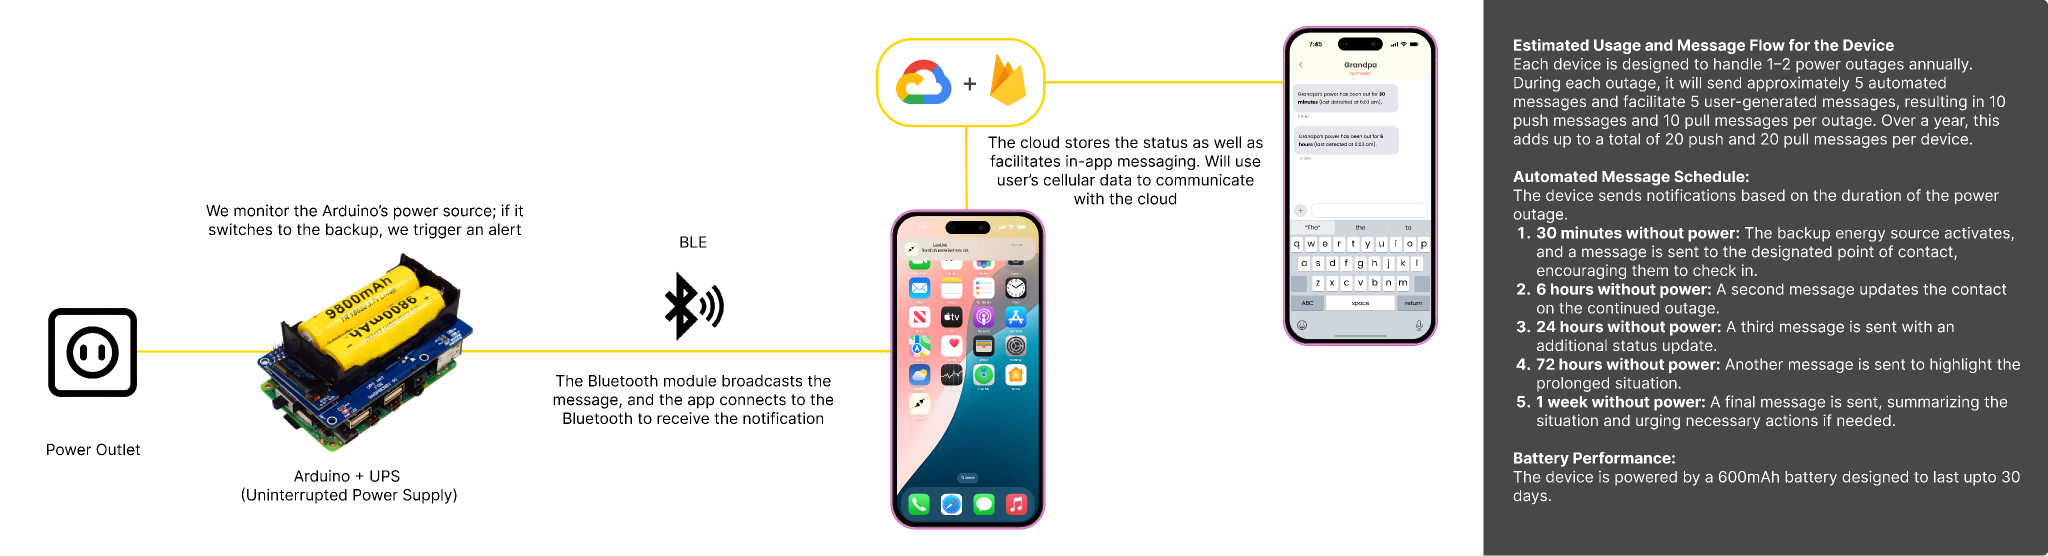 We monitor the Arduino's power source; if it
switches to the backup, we trigger an alert
9800mAh
9800mAh
Power Outlet
Arduino + UPS
(Uninterrupted Power Supply)
BLE
The Bluetooth module broadcasts the
message, and the app connects to the
Bluetooth to receive the notification
+
The cloud stores the status as well as
facilitates in-app messaging. Will use
user's cellular data to communicate
with the cloud
tv
Search
7:45
Grandpa
No Power
Grandpa's power has been out for 30
minutes (last detected at 6:03 am).
Grandpa's power has been out for 6
hours (last detected at 6:03 am).
"The" the to
q w e r t y u i o p
a s d f g h j k l
z x c v b n m
ABC space return
Estimated Usage and Message Flow for the Device
Each device is designed to handle 1–2 power outages annually.
During each outage, it will send approximately 5 automated
messages and facilitate 5 user-generated messages, resulting in 10
push messages and 10 pull messages per outage. Over a year, this
adds up to a total of 20 push and 20 pull messages per device.
Automated Message Schedule:
The device sends notifications based on the duration of the power
outage.
1. 30 minutes without power: The backup energy source activates,
and a message is sent to the designated point of contact,
encouraging them to check in.
2. 6 hours without power: A second message updates the contact
on the continued outage.
3. 24 hours without power: A third message is sent with an
additional status update.
4. 72 hours without power: Another message is sent to highlight the
prolonged situation.
5. 1 week without power: A final message is sent, summarizing the
situation and urging necessary actions if needed.
Battery Performance:
The device is powered by a 600mAh battery designed to last upto 30
days.